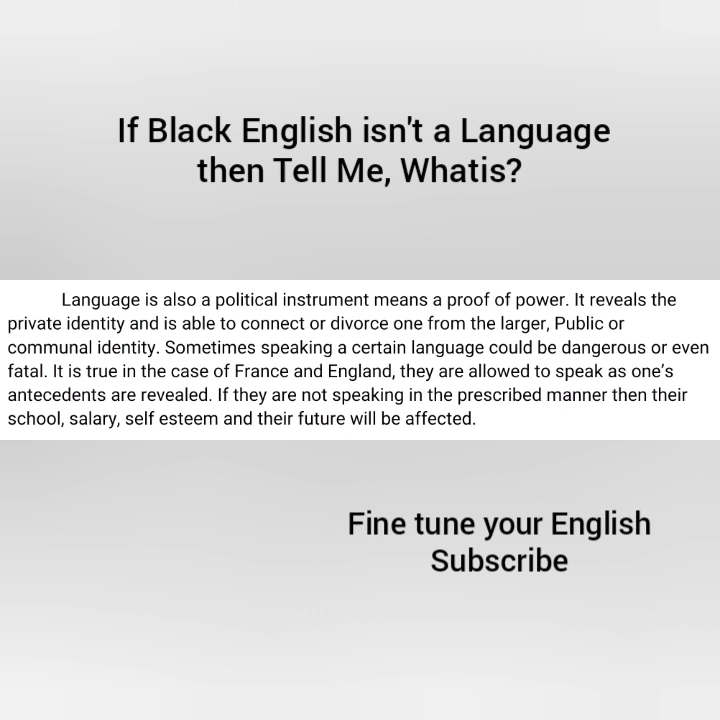 If Black English isn't a Language
then Tell Me, Whatis?
Language is also a political instrument means a proof of power. It reveals the
private identity and is able to connect or divorce one from the larger, Public or
communal identity. Sometimes speaking a certain language could be dangerous or even
fatal. It is true in the case of France and England, they are allowed to speak as one’s
antecedents are revealed. If they are not speaking in the prescribed manner then their
school, salary, self esteem and their future will be affected.
Fine tune your English
Subscribe